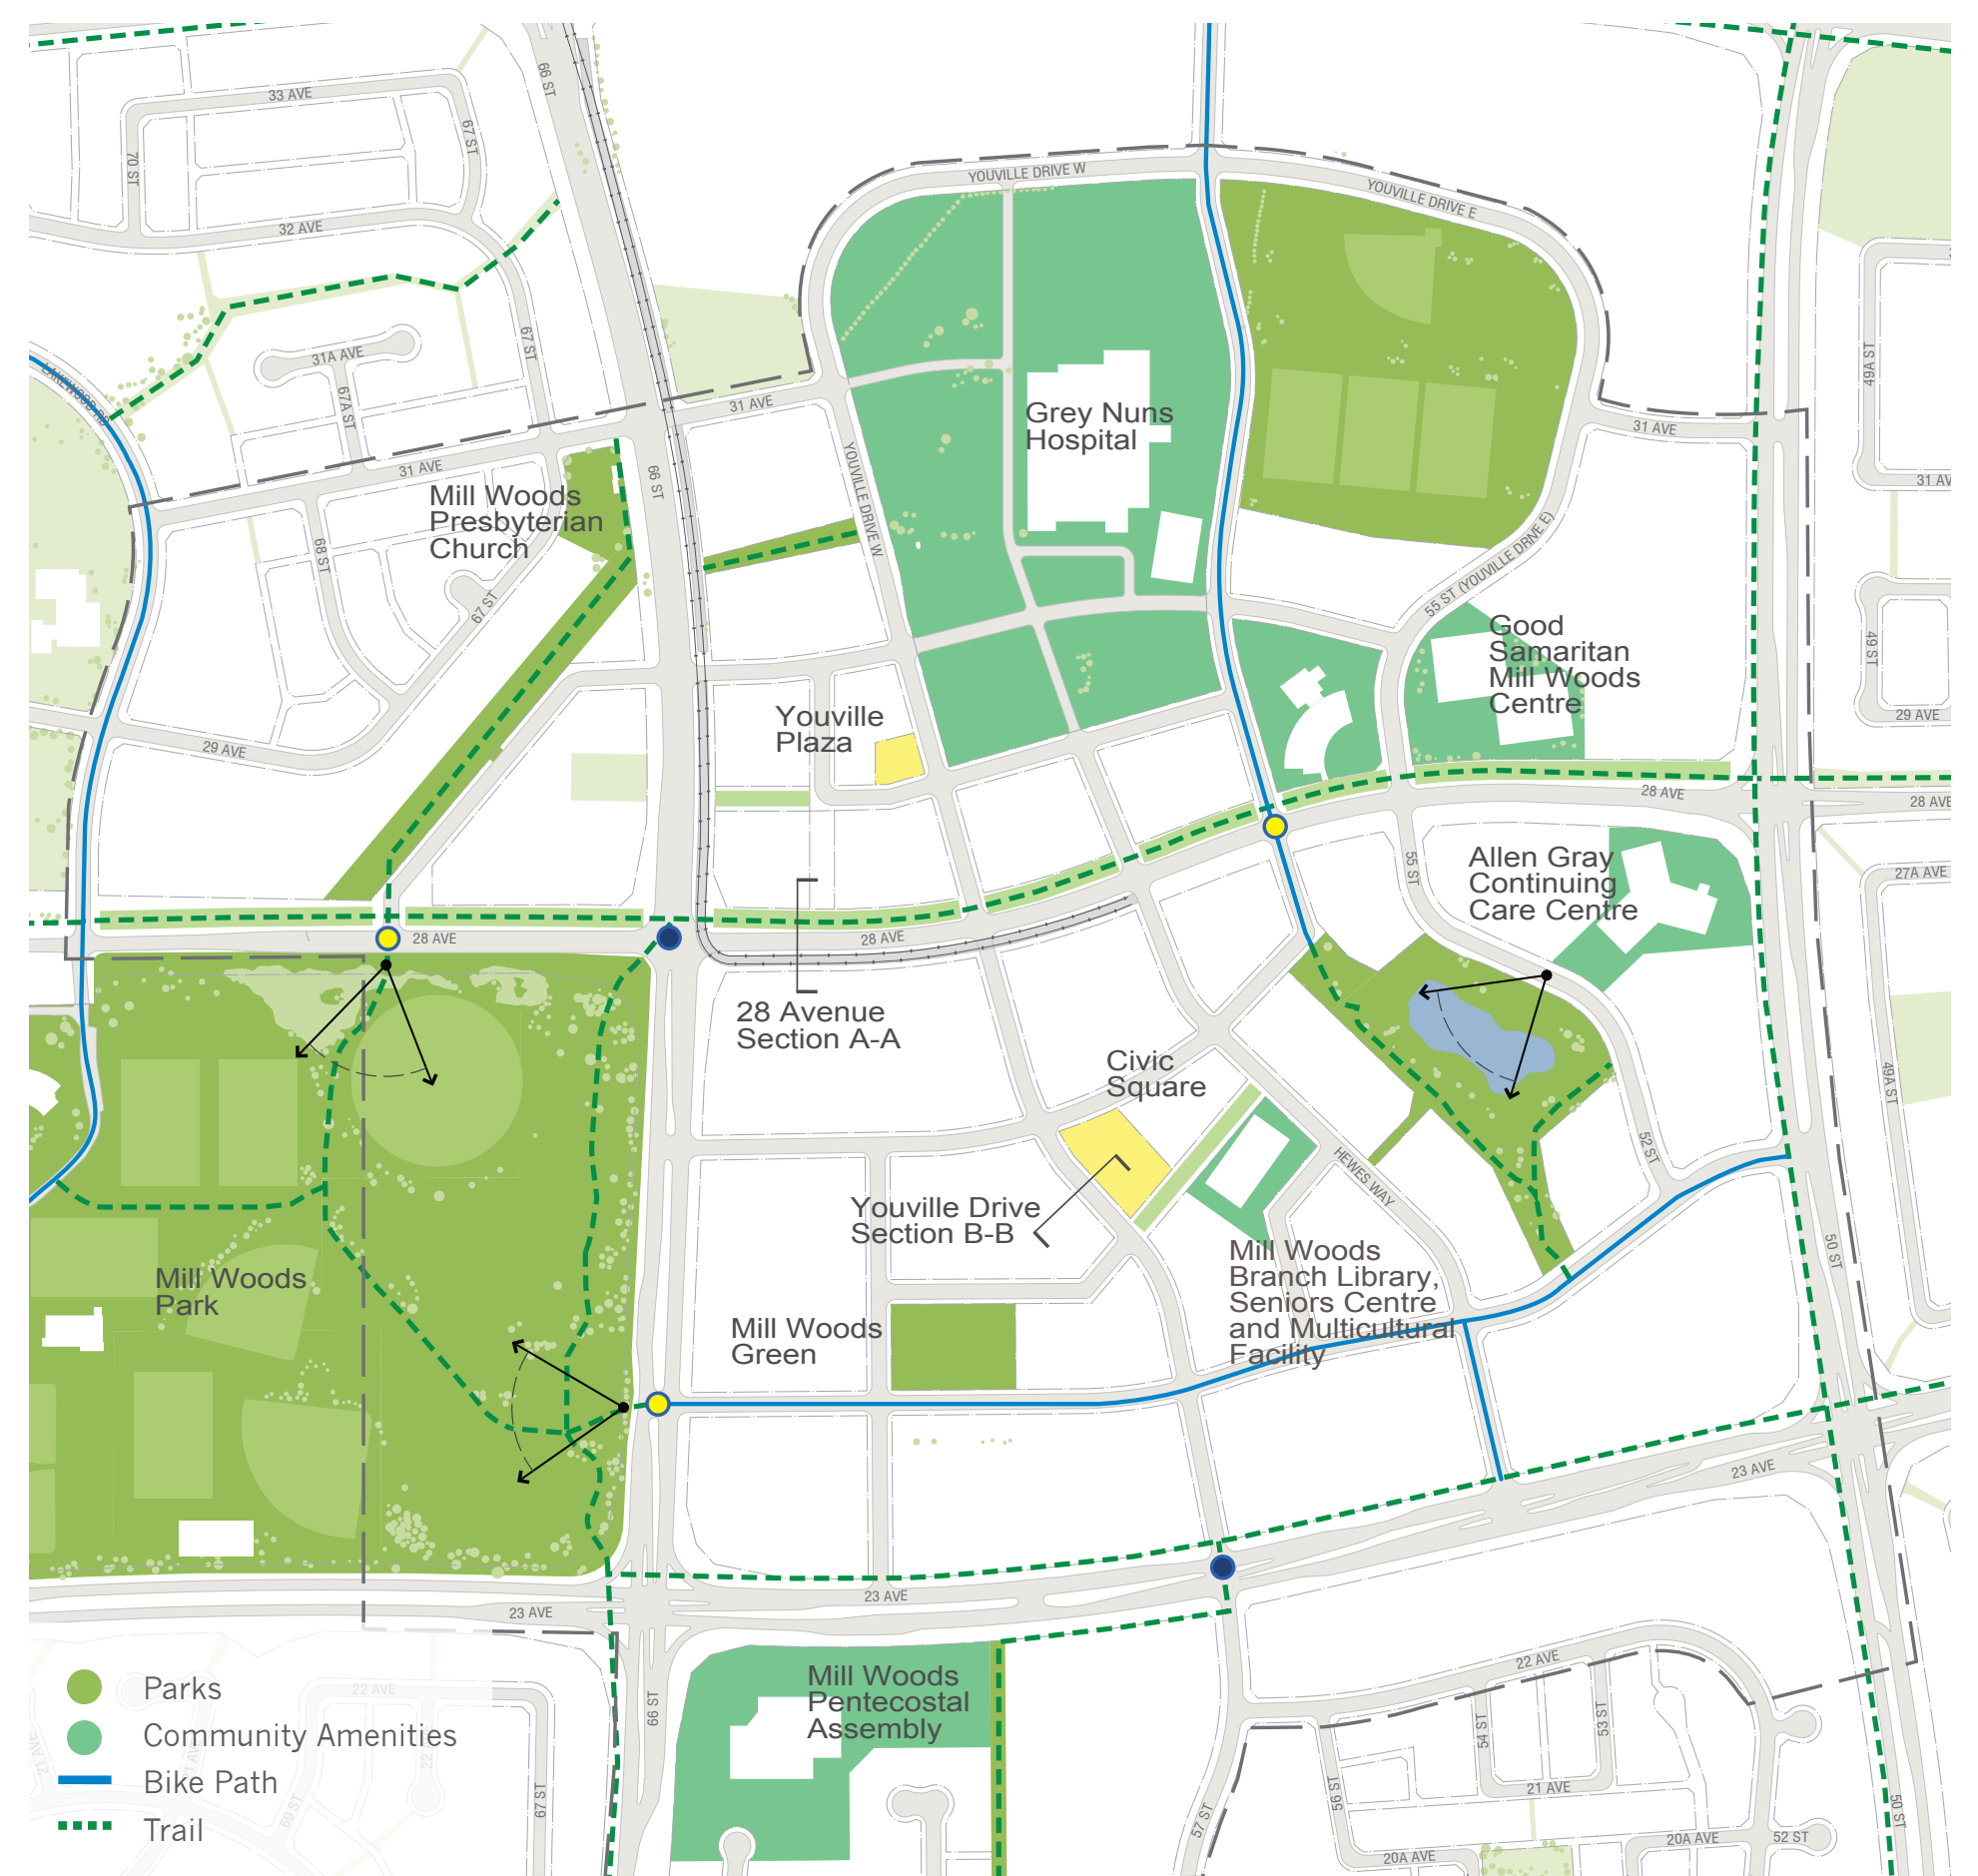 66 ST
33 AVE
67 ST
70 ST
32 AVE
YOUVILLE DRIVE W
YOUVILLE DRIVE E
67 ST
31A AVE
67A ST
LAKEWOOD RD
49A ST
31 AVE
31 AVE
31 AVE
Grey Nuns
Hospital
YOUVILLE DRIVE W
66 ST
31 AV
Mill Woods
Presbyterian
Church
68 ST
67 ST
55 ST (YOUVILLE DRIVE E)
Good
Samaritan
Mill Woods
Centre
49 ST
29 AVE
29 AVE
Youville
Plaza
28 AVE
28 AVE
55 ST
Allen Gray
Continuing
Care Centre
27A AVE
28 AVE
28 AVE
28 Avenue
Section A-A
Civic
Square
49A ST
52 ST
HEWES WAY
Youville Drive
Section B-B
50 ST
Mill Woods
Park
Mill Woods
Branch Library,
Seniors Centre
and Multicultural
Facility
Mill Woods
Green
23 AVE
23 AVE
23 AVE
22 AVE
Mill Woods
Pentecostal
Assembly
66 ST
54 ST
53 ST
22 AVE
21 AVE
67 ST
69 ST
57 ST
56 ST
21 AVE
20A AVE
20A AVE
52 ST
50 ST
Parks
Community Amenities
Bike Path
Trail